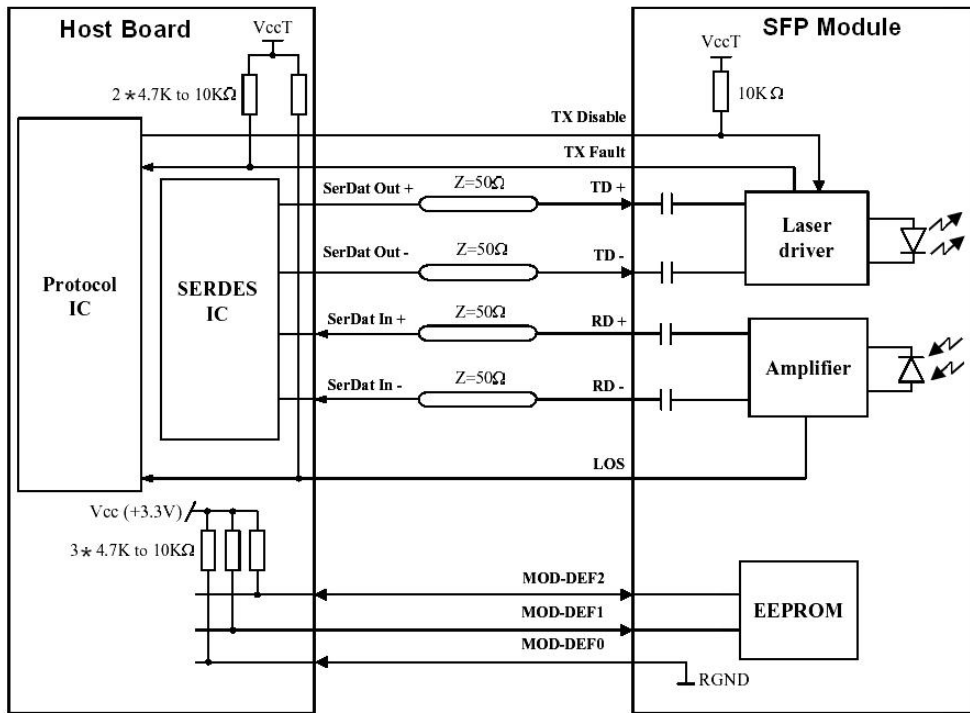 Host Board
SFP Module
VccT
VccT
2*4.7K to 10KΩ
10KΩ
TX Disable
TX Fault
SerDat Out +
Z=50Ω
TD +
Laser driver
SerDat Out -
Z=50Ω
TD -
Protocol IC
SERDES IC
SerDat In +
Z=50Ω
RD +
Amplifier
SerDat In -
Z=50Ω
RD -
LOS
Vcc (+3.3V)
3*4.7K to 10KΩ
MOD-DEF2
MOD-DEF1
EEPROM
MOD-DEF0
RGND